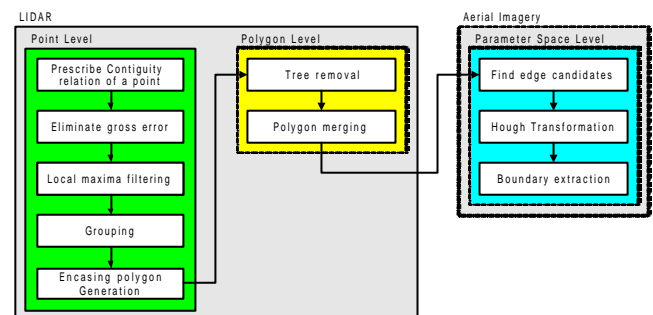 LIDAR
Point Level
Prescribe Contiguity
relation of a point
Eliminate gross error
Local maxima filtering
Grouping
Encasing polygon
Generation
Polygon Level
Tree removal
Polygon merging
Aerial Imagery
Parameter Space Level
Find edge candidates
Hough Transformation
Boundary extraction